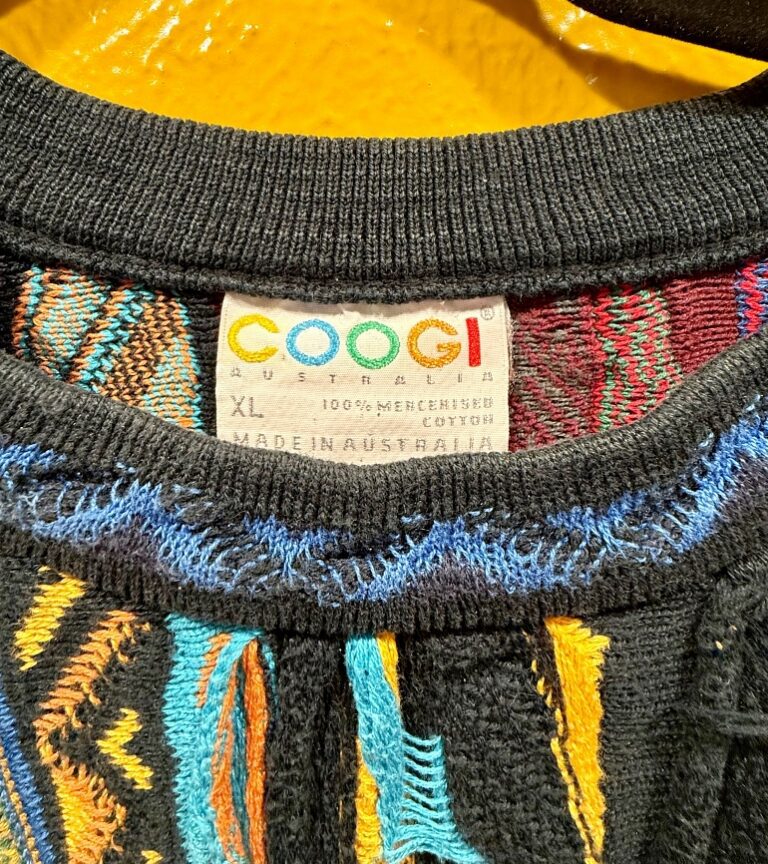 COOGI®
AUSTRALIA
XL 100% MERCERISED
COTTON
MADE IN AUSTRALIA